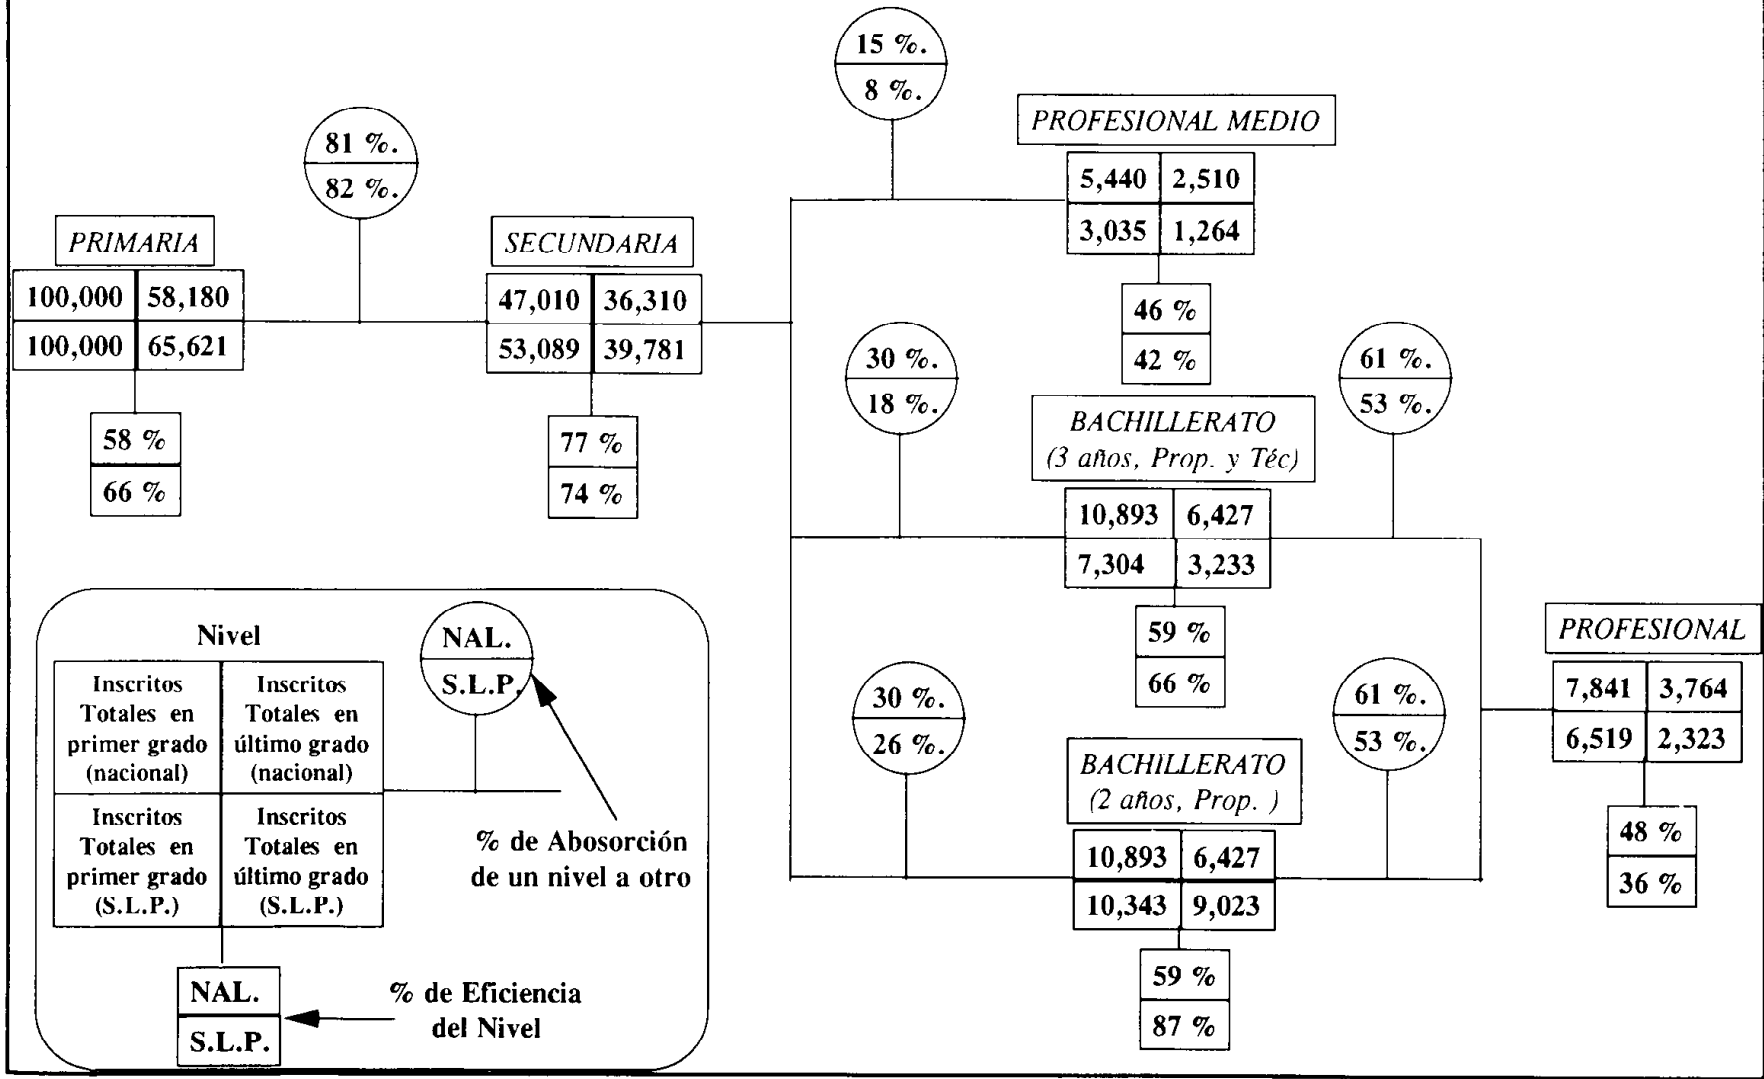 15 %.
8 %.
PROFESIONAL MEDIO
5,440 2,510
3,035 1,264
46 %
42 %
81 %.
82 %.
PRIMARIA
100,000 58,180
100,000 65,621
58 %
66 %
SECUNDARIA
47,010 36,310
53,089 39,781
77 %
74 %
30 %.
18 %.
BACHILLERATO
(3 años, Prop. y Téc)
10,893 6,427
7,304 3,233
59 %
66 %
61 %.
53 %.
30 %.
26 %.
BACHILLERATO
(2 años, Prop. )
10,893 6,427
10,343 9,023
59 %
87 %
61 %.
53 %.
PROFESIONAL
7,841 3,764
6,519 2,323
48 %
36 %
Nivel
Inscritos
Totales en
primer grado
(nacional)
Inscritos
Totales en
último grado
(nacional)
Inscritos
Totales en
primer grado
(S.L.P.)
Inscritos
Totales en
último grado
(S.L.P.)
NAL.
S.L.P.
% de Abosorción
de un nivel a otro
NAL.
S.L.P.
% de Eficiencia
del Nivel